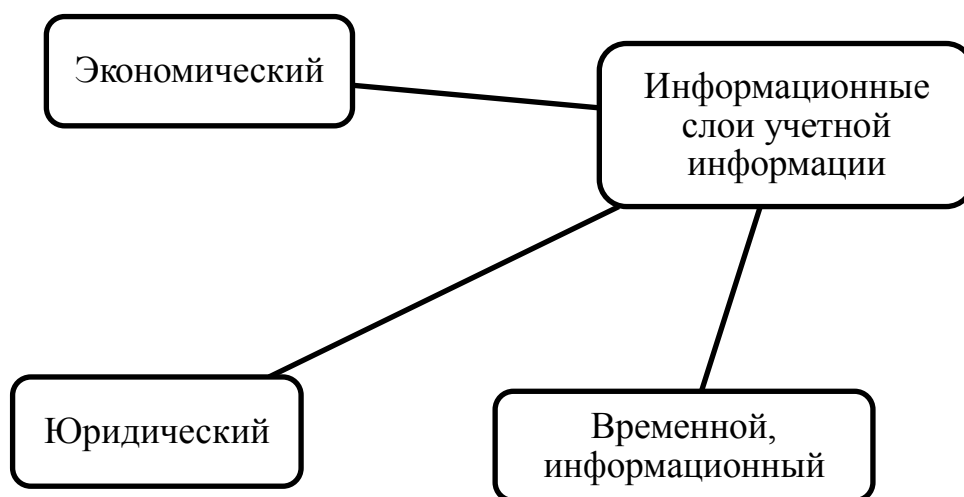 Экономический
Информационные
слои учетной
информации
Юридический
Временной,
информационный